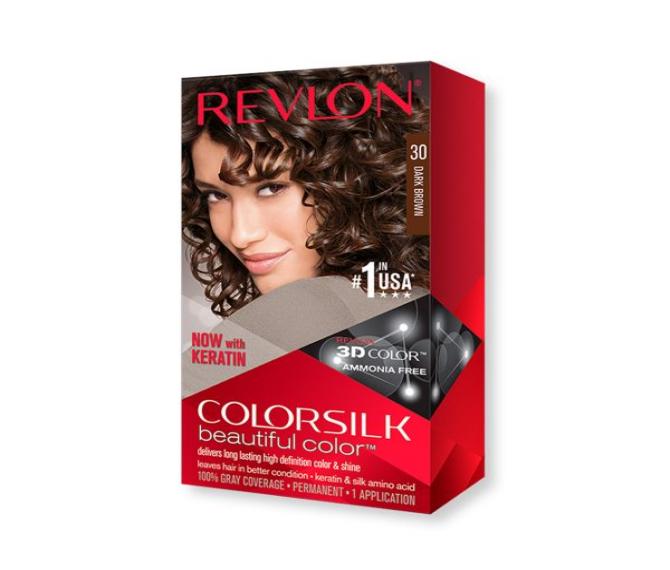 REVLON®
30
DARK BROWN
#1 IN USA*
NOW with
KERATIN
REVLON
3D COLOR™
AMMONIA FREE
COLORSILK
beautiful color™
delivers long lasting high definition color & shine
leaves hair in better condition • keratin & silk amino acid
100% GRAY COVERAGE • PERMANENT • 1 APPLICATION